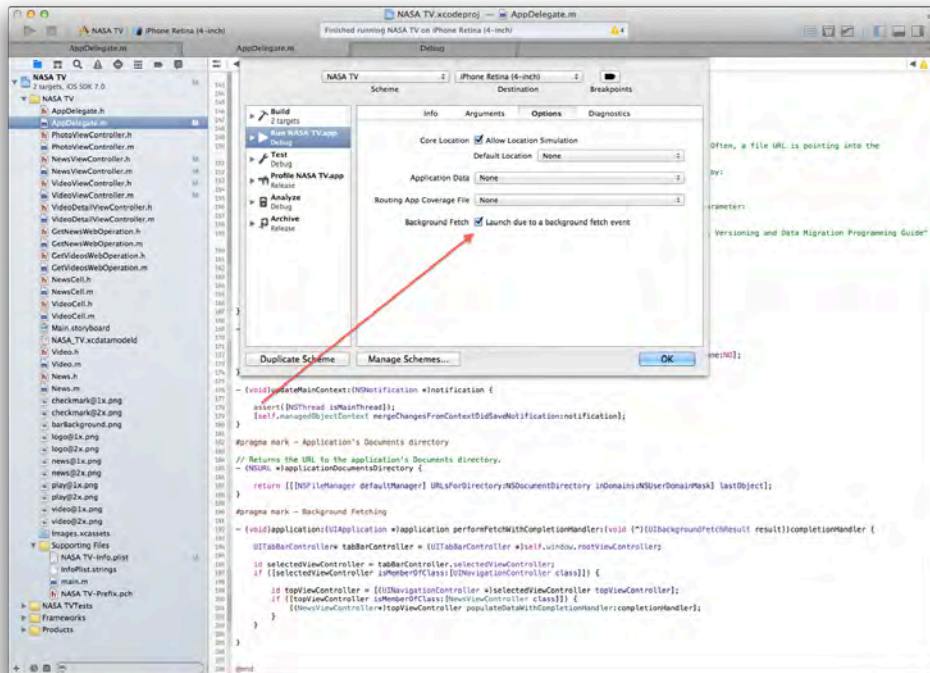 NASA TV.xcodeproj — AppDelegate.m
NASA TV iPhone Retina (4-inch)
Finished running NASA TV on iPhone Retina (4-inch)
4
AppDelegate.m AppDelegate.m Debug
NASA TV
2 targets, iOS SDK 7.0
NASA TV
AppDelegate.h
AppDelegate.m
PhotoViewController.h
PhotoViewController.m
NewsViewController.h
NewsViewController.m
VideoViewController.h
VideoViewController.m
VideoDetailViewController.h
VideoDetailViewController.m
GetNewsWebOperation.h
GetNewsWebOperation.m
GetVideosWebOperation.h
GetVideosWebOperation.m
NewsCell.h
NewsCell.m
VideoCell.h
VideoCell.m
Main.storyboard
NASA_TV.xcdatamodeld
Video.h
Video.m
News.h
News.m
checkmark@1x.png
checkmark@2x.png
barBackground.png
logo@1x.png
logo@2x.png
news@1x.png
news@2x.png
play@1x.png
play@2x.png
video@1x.png
video@2x.png
Images.xcassets
Supporting Files
NASA TV-Info.plist
InfoPlist.strings
main.m
NASA TV-Prefix.pch
NASA TVTests
Frameworks
Products
NASA TV iPhone Retina (4-inch)
Scheme Destination Breakpoints
Build
2 targets
Run NASA TV.app
Debug
Test
Debug
Profile NASA TV.app
Release
Analyze
Debug
Archive
Release
Info Arguments Options Diagnostics
Core Location Allow Location Simulation
Default Location None
Application Data None
Routing App Coverage File None
Background Fetch Launch due to a background fetch event
Duplicate Scheme Manage Schemes... OK
Often, a file URL is pointing into the
by:
Versioning and Data Migration Programming Guide"
- (void)updateMainContext:(NSNotification *)notification {
assert([NSThread isMainThread]);
[self.managedObjectContext mergeChangesFromContextDidSaveNotification:notification];
}
#pragma mark - Application's Documents directory
// Returns the URL to the application's Documents directory.
- (NSURL *)applicationDocumentsDirectory {
return [[[NSFileManager defaultManager] URLsForDirectory:NSDocumentDirectory inDomains:NSUserDomainMask] lastObject];
}
#pragma mark - Background Fetching
- (void)application:(UIApplication *)application performFetchWithCompletionHandler:(void (^)(UIBackgroundFetchResult result))completionHandler {
UITabBarController* tabBarController = (UITabBarController *)self.window.rootViewController;
id selectedViewController = tabBarController.selectedViewController;
if ([selectedViewController isMemberOfClass:[UINavigationController class]]) {
id topViewController = [(UINavigationController *)selectedViewController topViewController];
if ([topViewController isMemberOfClass:[NewsViewController class]]) {
[(NewsViewController*)topViewController populateDataWithCompletionHandler:completionHandler];
}
}
}
@end